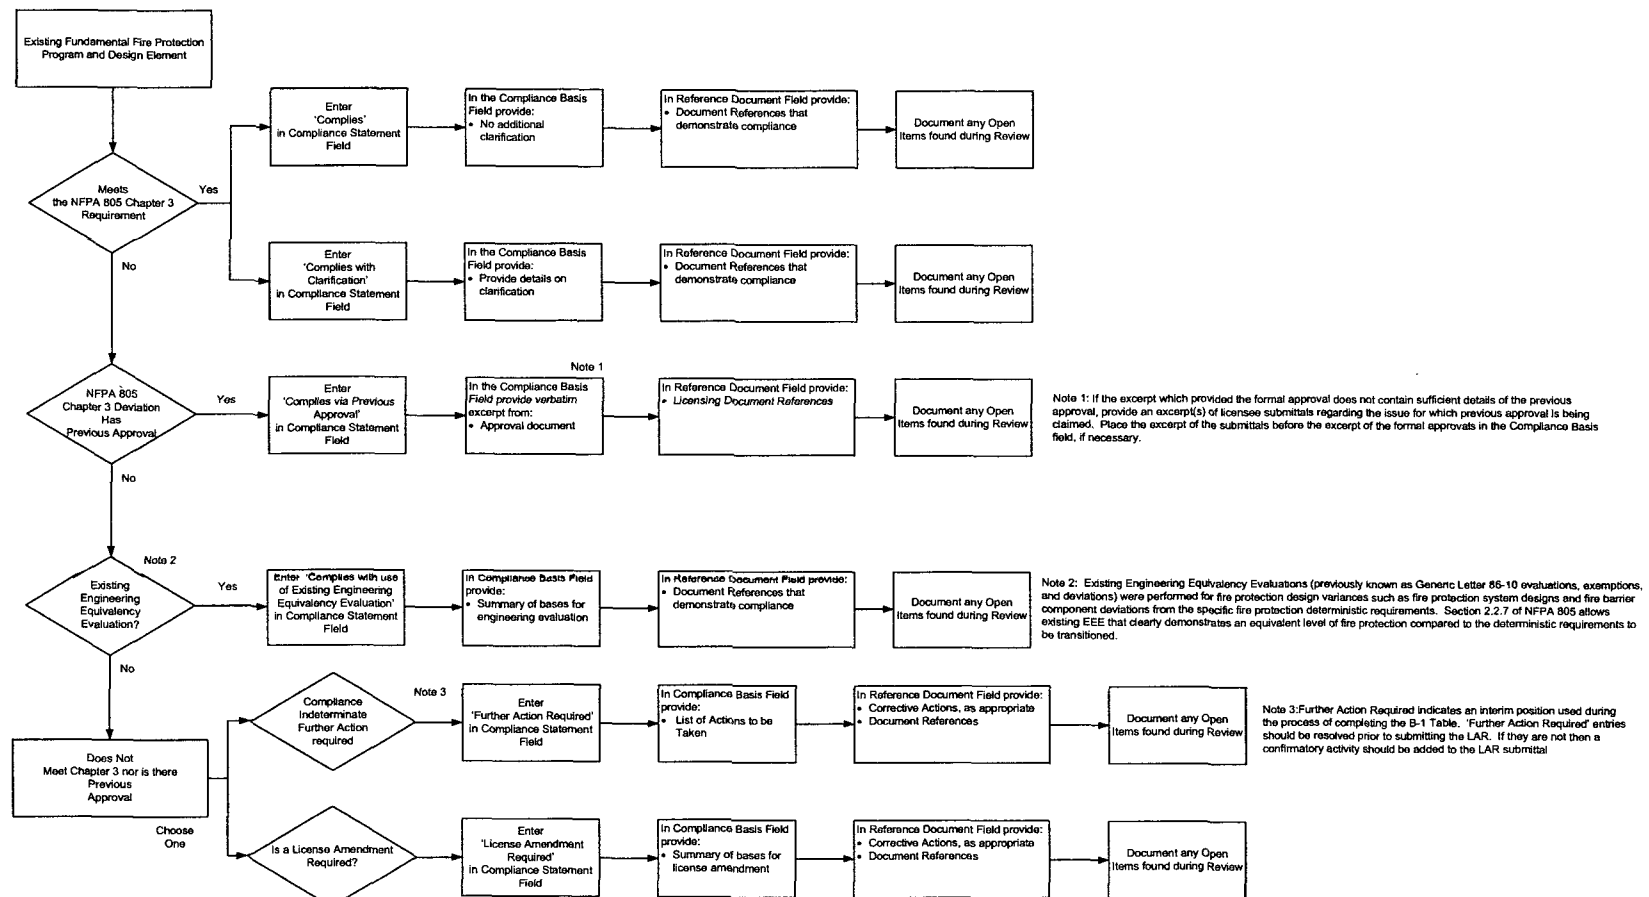 Existing Fundamental Fire Protection
Program and Design Element
Enter
'Complies'
in Compliance Statement
Field
In the Compliance Basis
Field provide:
• No additional
clarification
In Reference Document Field provide:
• Document References that
demonstrate compliance
Document any Open
Items found during Review
Meets
the NFPA 805 Chapter 3
Requirement
Yes
No
Enter
'Complies with
Clarification'
in Compliance Statement
Field
In the Compliance Basis
Field provide:
• Provide details on
clarification
In Reference Document Field provide:
• Document References that
demonstrate compliance
Document any Open
Items found during Review
NFPA 805
Chapter 3 Deviation
Has
Previous Approval
Yes
No
Enter
'Complies via Previous
Approval'
in Compliance Statement
Field
Note 1
In the Compliance Basis
Field provide verbatim
excerpt from:
• Approval document
In Reference Document Field provide:
• Licensing Document References
Document any Open
Items found during Review
Note 1: If the excerpt which provided the formal approval does not contain sufficient details of the previous
approval, provide an excerpt(s) of licensee submittals regarding the issue for which previous approval is being
claimed. Place the excerpt of the submittals before the excerpt of the formal approvals in the Compliance Basis
field, if necessary.
Note 2
Existing
Engineering
Equivalency
Evaluation?
Yes
No
Enter 'Complies with use
of Existing Engineering
Equivalency Evaluation'
in Compliance Statement
Field
In Compliance Basis Field
provide:
• Summary of bases for
engineering evaluation
In Reference Document Field provide:
• Document References that
demonstrate compliance
Document any Open
Items found during Review
Note 2: Existing Engineering Equivalency Evaluations (previously known as Generic Letter 86-10 evaluations, exemptions,
and deviations) were performed for fire protection design variances such as fire protection system designs and fire barrier
component deviations from the specific fire protection deterministic requirements. Section 2.2.7 of NFPA 805 allows
existing EEE that clearly demonstrates an equivalent level of fire protection compared to the deterministic requirements to
be transitioned.
Does Not
Meet Chapter 3 nor is there
Previous
Approval
Choose
One
Compliance
Indeterminate
Further Action
required
Note 3
Enter
'Further Action Required'
in Compliance Statement
Field
In Compliance Basis Field
provide:
• List of Actions to be
Taken
In Reference Document Field provide:
• Corrective Actions, as appropriate
• Document References
Document any Open
Items found during Review
Note 3:Further Action Required indicates an interim position used during
the process of completing the B-1 Table. 'Further Action Required' entries
should be resolved prior to submitting the LAR. If they are not then a
confirmatory activity should be added to the LAR submittal
Is a License Amendment
Required?
Enter
'License Amendment
Required'
in Compliance Statement
Field
In Compliance Basis Field
provide:
• Summary of bases for
license amendment
In Reference Document Field provide:
• Corrective Actions, as appropriate
• Document References
Document any Open
Items found during Review